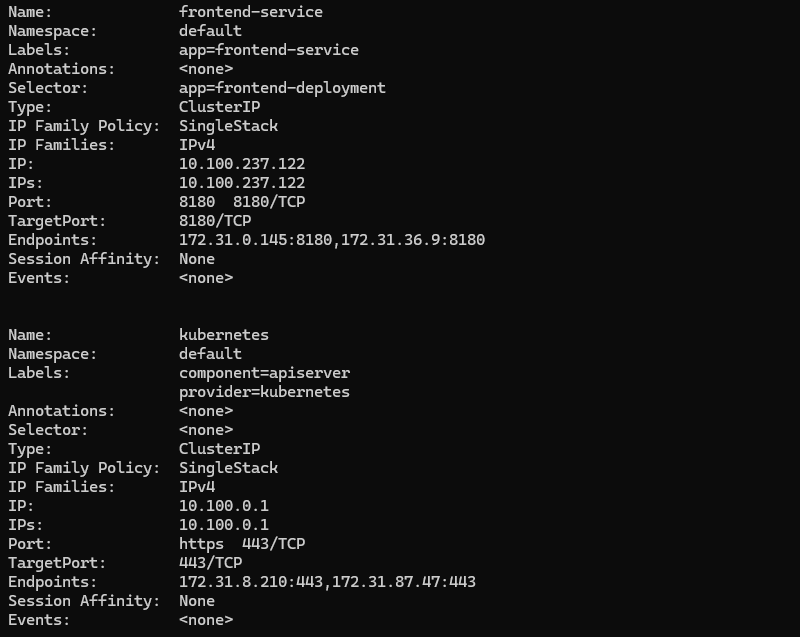 Name:              frontend-service
Namespace:         default
Labels:            app=frontend-service
Annotations:       <none>
Selector:          app=frontend-deployment
Type:              ClusterIP
IP Family Policy:  SingleStack
IP Families:       IPv4
IP:                10.100.237.122
IPs:               10.100.237.122
Port:              8180  8180/TCP
TargetPort:        8180/TCP
Endpoints:         172.31.0.145:8180,172.31.36.9:8180
Session Affinity:  None
Events:            <none>

Name:              kubernetes
Namespace:         default
Labels:            component=apiserver
                   provider=kubernetes
Annotations:       <none>
Selector:          <none>
Type:              ClusterIP
IP Family Policy:  SingleStack
IP Families:       IPv4
IP:                10.100.0.1
IPs:               10.100.0.1
Port:              https  443/TCP
TargetPort:        443/TCP
Endpoints:         172.31.8.210:443,172.31.87.47:443
Session Affinity:  None
Events:            <none>